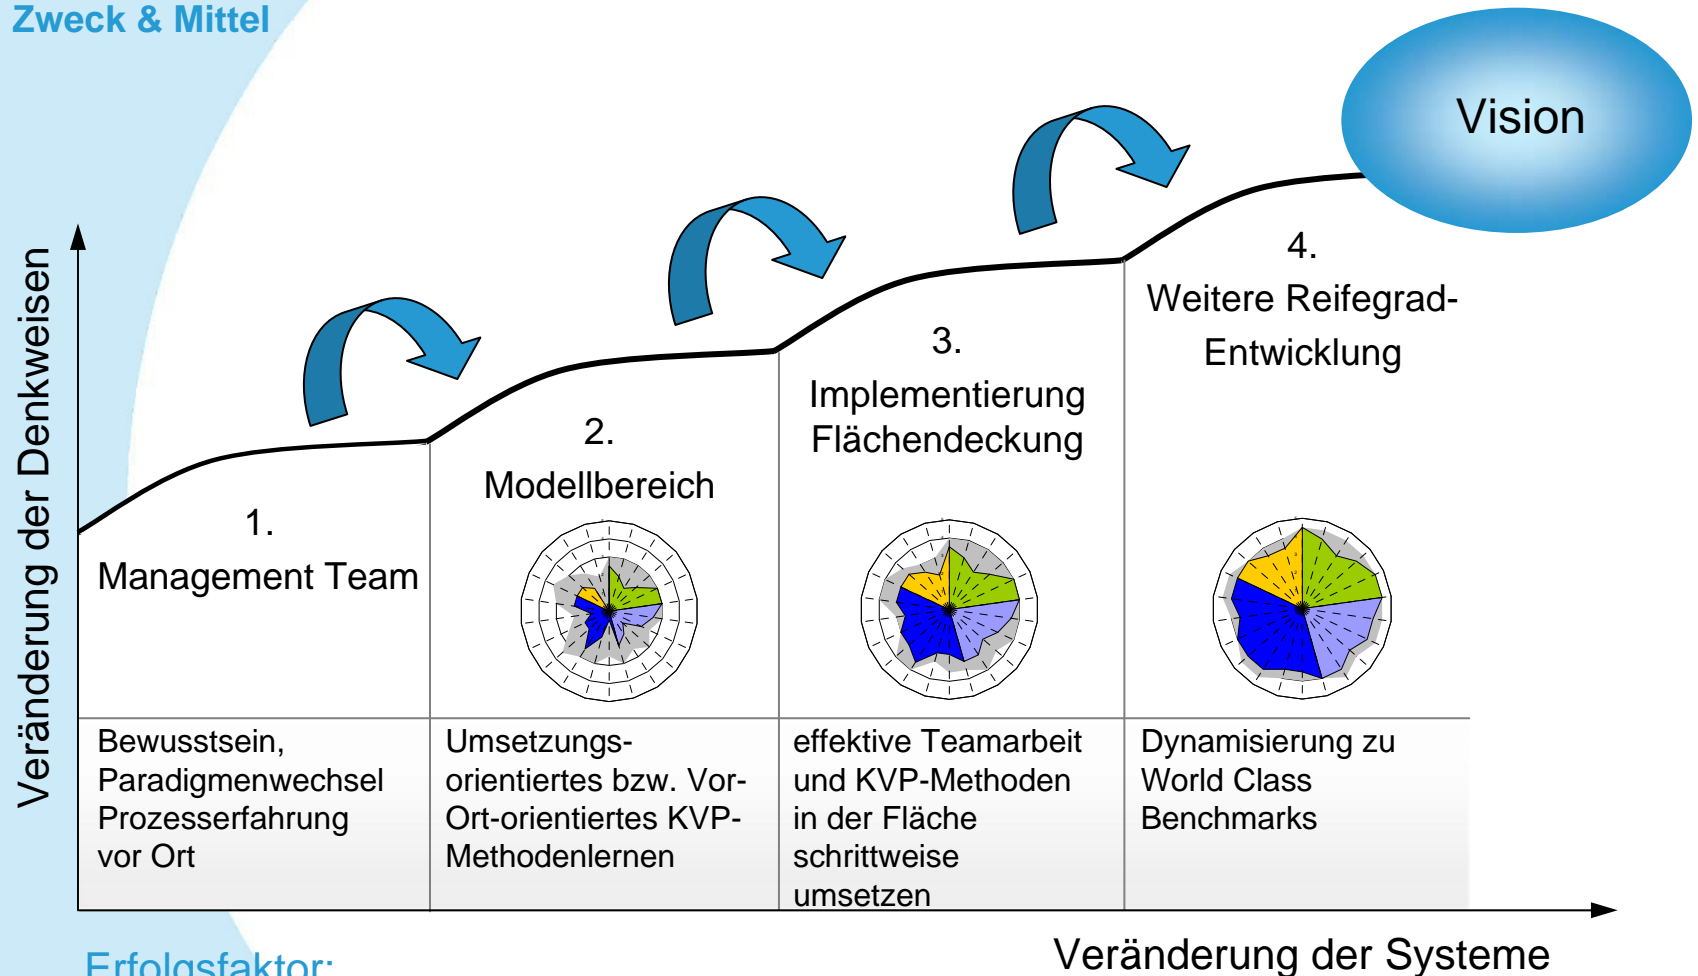 Zweck & Mittel
Vision
Veränderung der Denkweisen
1.
Management Team
2.
Modellbereich
3.
Implementierung
Flächendeckung
4.
Weitere Reifegrad-
Entwicklung
Bewusstsein,
Paradigmenwechsel
Prozesserfahrung
vor Ort
Umsetzungs-
orientiertes bzw. Vor-
Ort-orientiertes KVP-
Methodenlernen
effektive Teamarbeit
und KVP-Methoden
in der Fläche
schrittweise
umsetzen
Dynamisierung zu
World Class
Benchmarks
Veränderung der Systeme
Erfolgsfaktor: